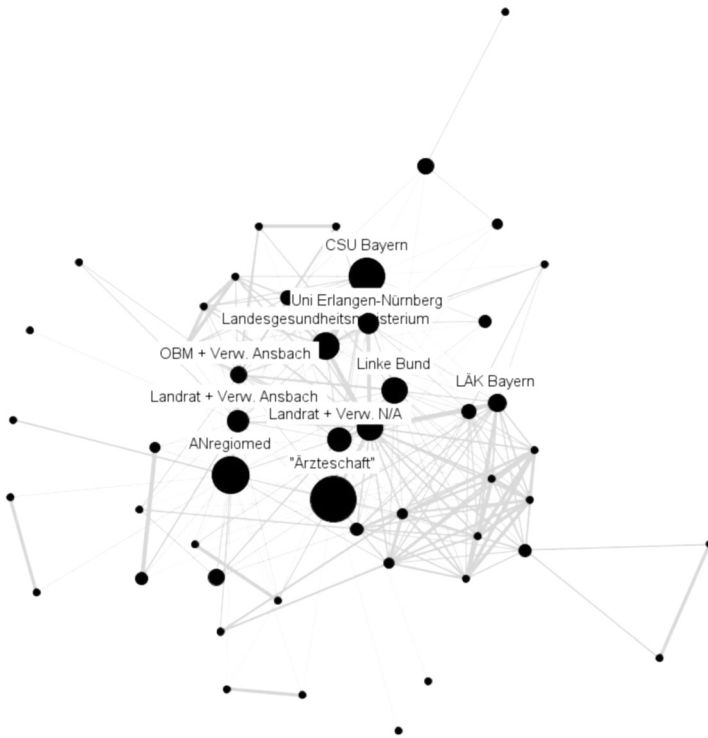 CSU Bayern
Uni Erlangen-Nürnberg
Landesgesundheitsministerium
OBM + Verw. Ansbach
Linke Bund
LÄK Bayern
Landrat + Verw. Ansbach
Landrat + Verw. N/A
ANregiomed
"Ärzteschaft"